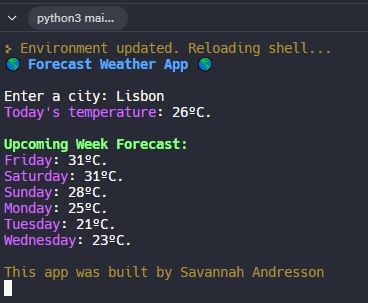 python3 mai...
Environment updated. Reloading shell...
🌎 Forecast Weather App 🌎
Enter a city: Lisbon
Today's temperature: 26ºC.
Upcoming Week Forecast:
Friday: 31ºC.
Saturday: 31ºC.
Sunday: 28ºC.
Monday: 25ºC.
Tuesday: 21ºC.
Wednesday: 23ºC.
This app was built by Savannah Andresson